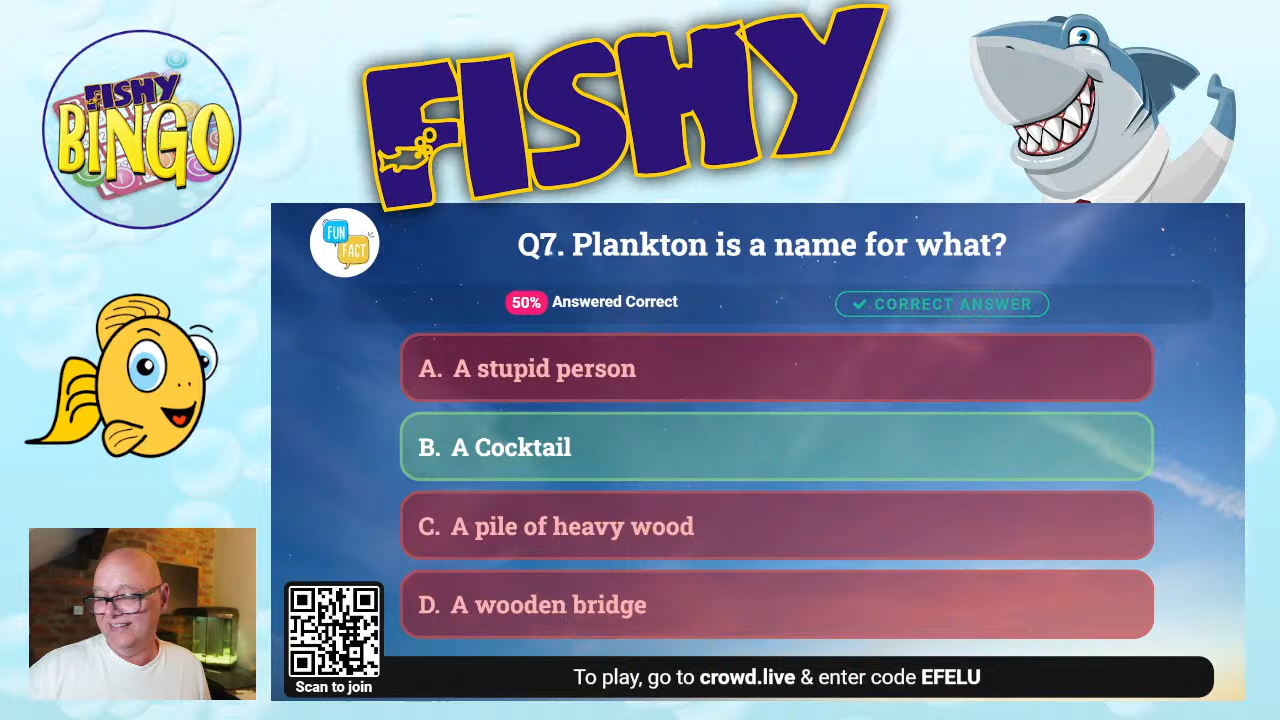 FISHY
BINGO
FISHY
FUN
FACT
Q7. Plankton is a name for what?
50% Answered Correct
CORRECT ANSWER
A. A stupid person
B. A Cocktail
C. A pile of heavy wood
D. A wooden bridge
Scan to join
To play, go to crowd.live & enter code EFELU